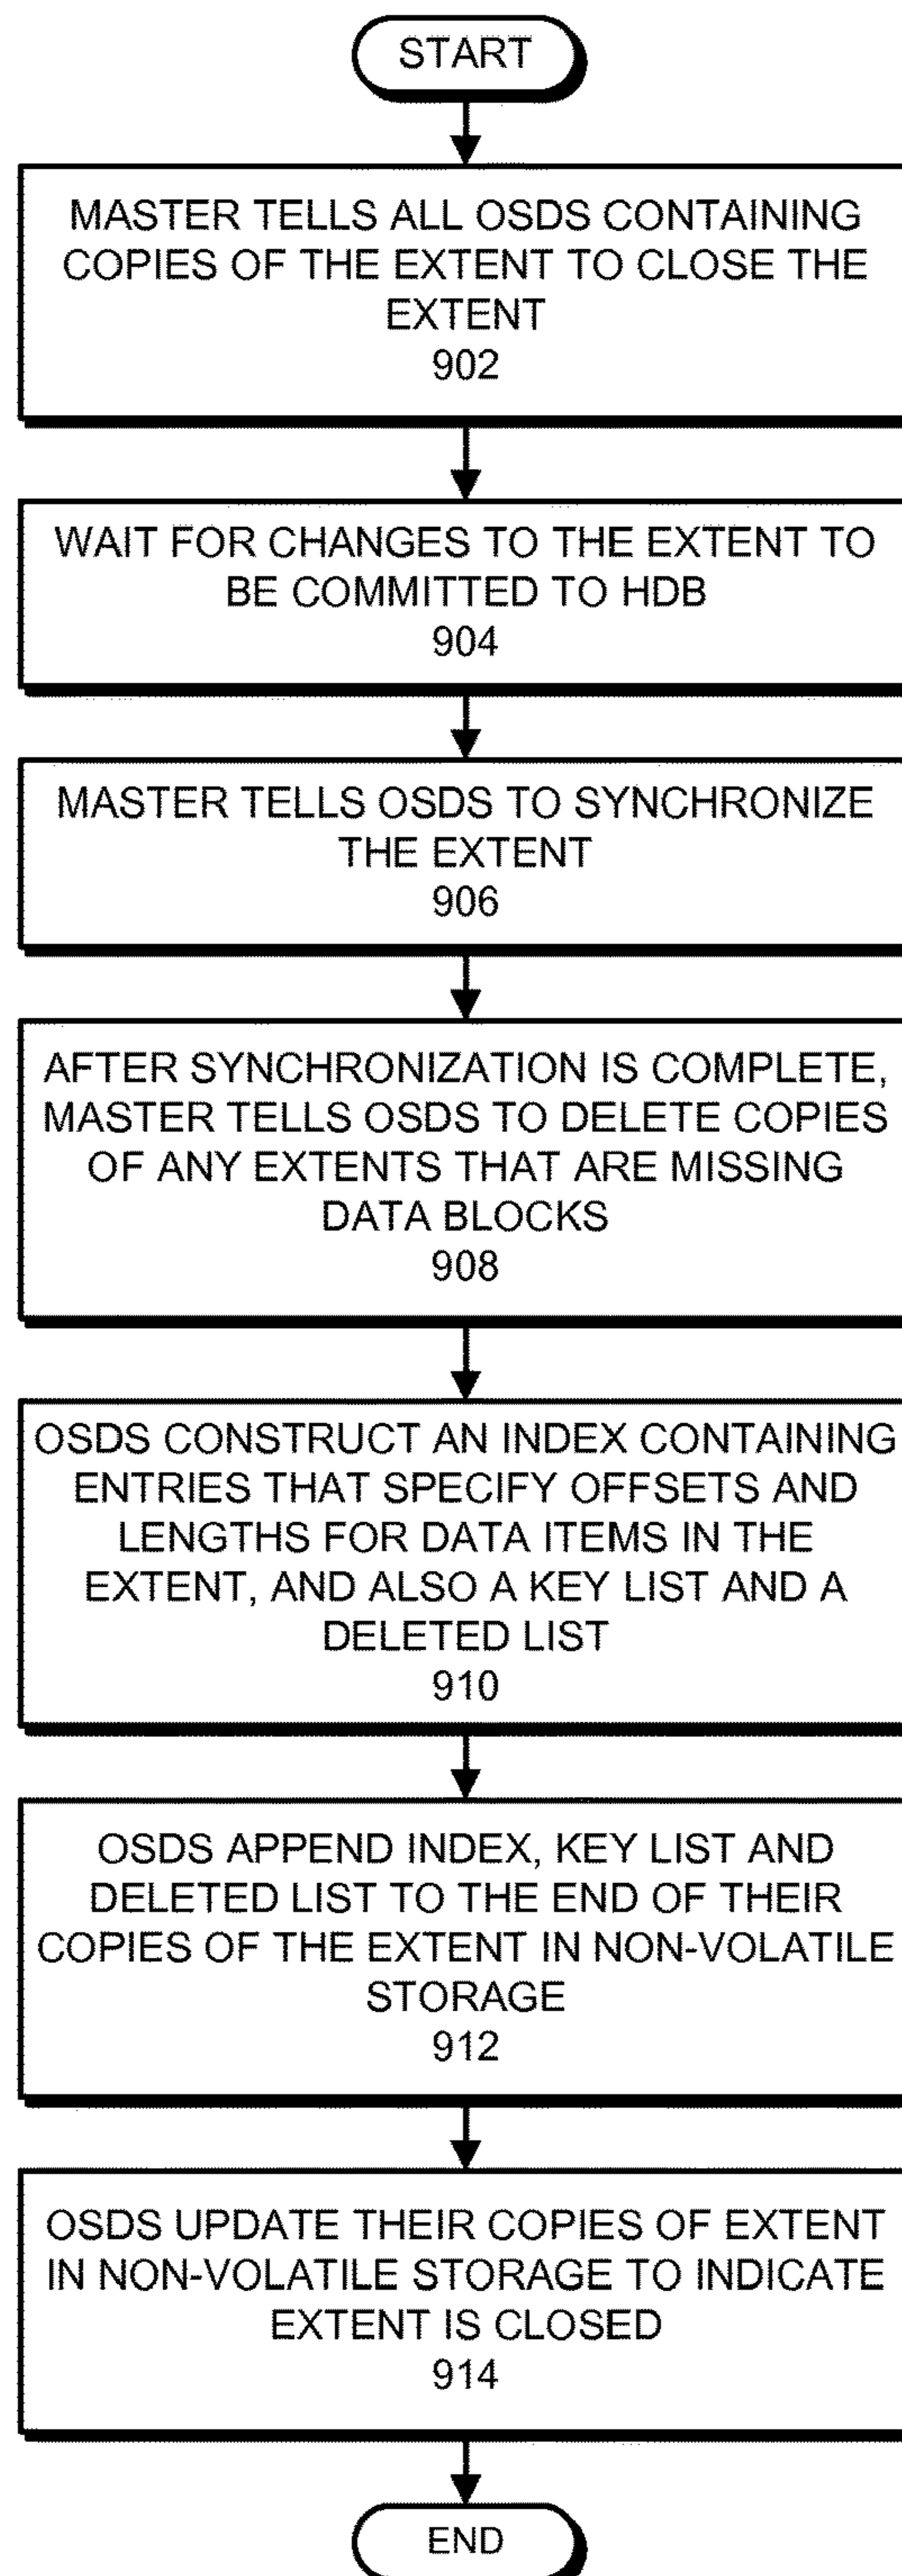 START
MASTER TELLS ALL OSDS CONTAINING
COPIES OF THE EXTENT TO CLOSE THE
EXTENT
902
WAIT FOR CHANGES TO THE EXTENT TO
BE COMMITTED TO HDB
904
MASTER TELLS OSDS TO SYNCHRONIZE
THE EXTENT
906
AFTER SYNCHRONIZATION IS COMPLETE,
MASTER TELLS OSDS TO DELETE COPIES
OF ANY EXTENTS THAT ARE MISSING
DATA BLOCKS
908
OSDS CONSTRUCT AN INDEX CONTAINING
ENTRIES THAT SPECIFY OFFSETS AND
LENGTHS FOR DATA ITEMS IN THE
EXTENT, AND ALSO A KEY LIST AND A
DELETED LIST
910
OSDS APPEND INDEX, KEY LIST AND
DELETED LIST TO THE END OF THEIR
COPIES OF THE EXTENT IN NON-VOLATILE
STORAGE
912
OSDS UPDATE THEIR COPIES OF EXTENT
IN NON-VOLATILE STORAGE TO INDICATE
EXTENT IS CLOSED
914
END